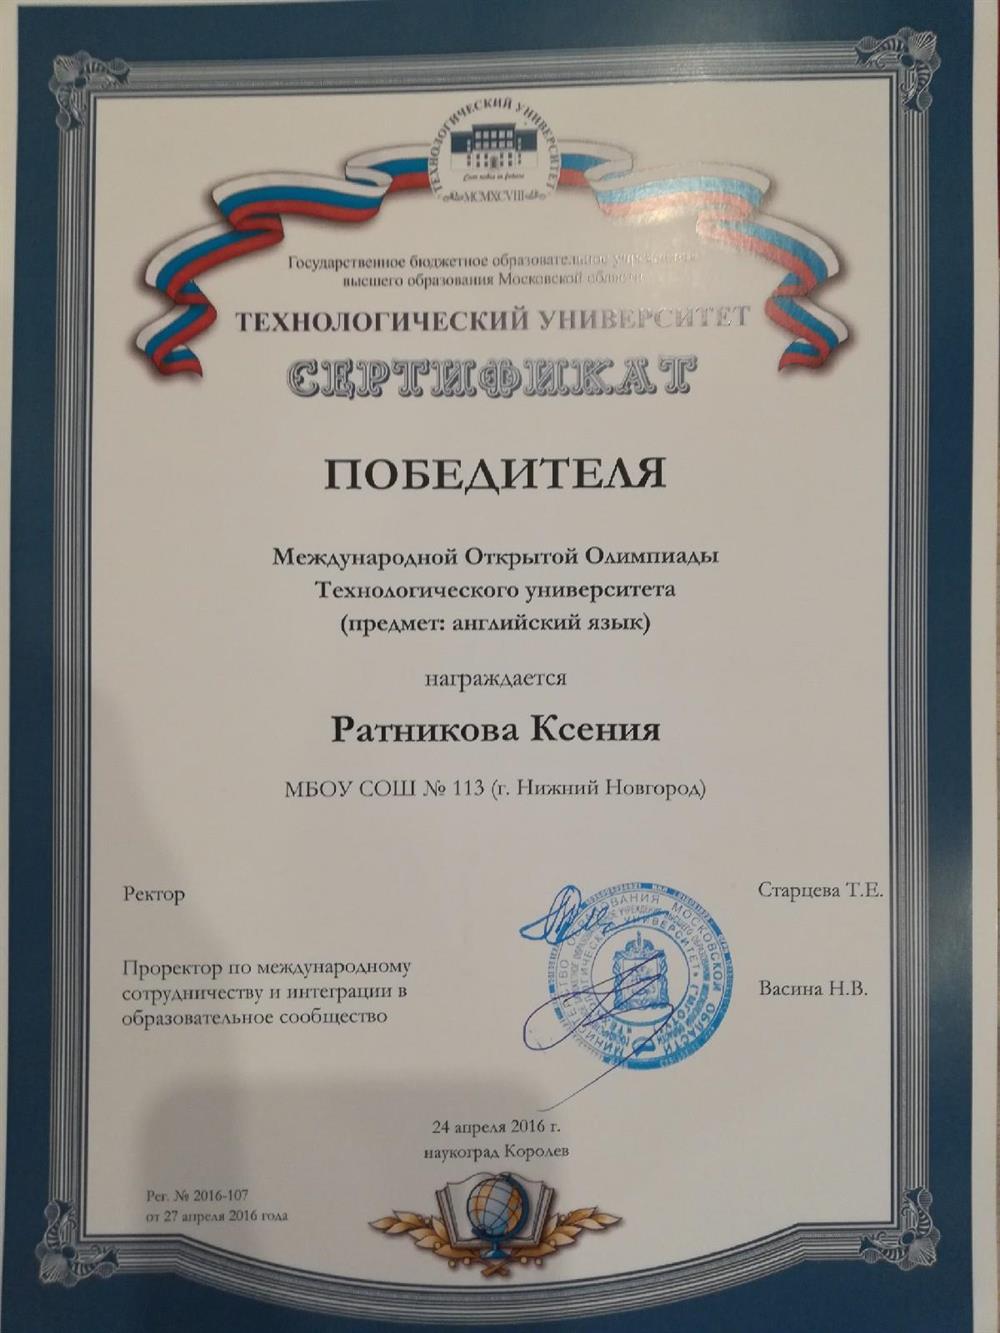 ТЕХНОЛОГИЧЕСКИЙ УНИВЕРСИТЕТ
MCMXCVIII
Государственное бюджетное образовательное учреждение
высшего образования Московской области
ТЕХНОЛОГИЧЕСКИЙ УНИВЕРСИТЕТ
СЕРТИФИКАТ
ПОБЕДИТЕЛЯ
Международной Открытой Олимпиады
Технологического университета
(предмет: английский язык)
награждается
Ратникова Ксения
МБОУ СОШ № 113 (г. Нижний Новгород)
Ректор
Старцева Т.Е.
Проректор по международному
сотрудничеству и интеграции в
образовательное сообщество
Васина Н.В.
24 апреля 2016 г.
наукоград Королев
Рег. № 2016-107
от 27 апреля 2016 года